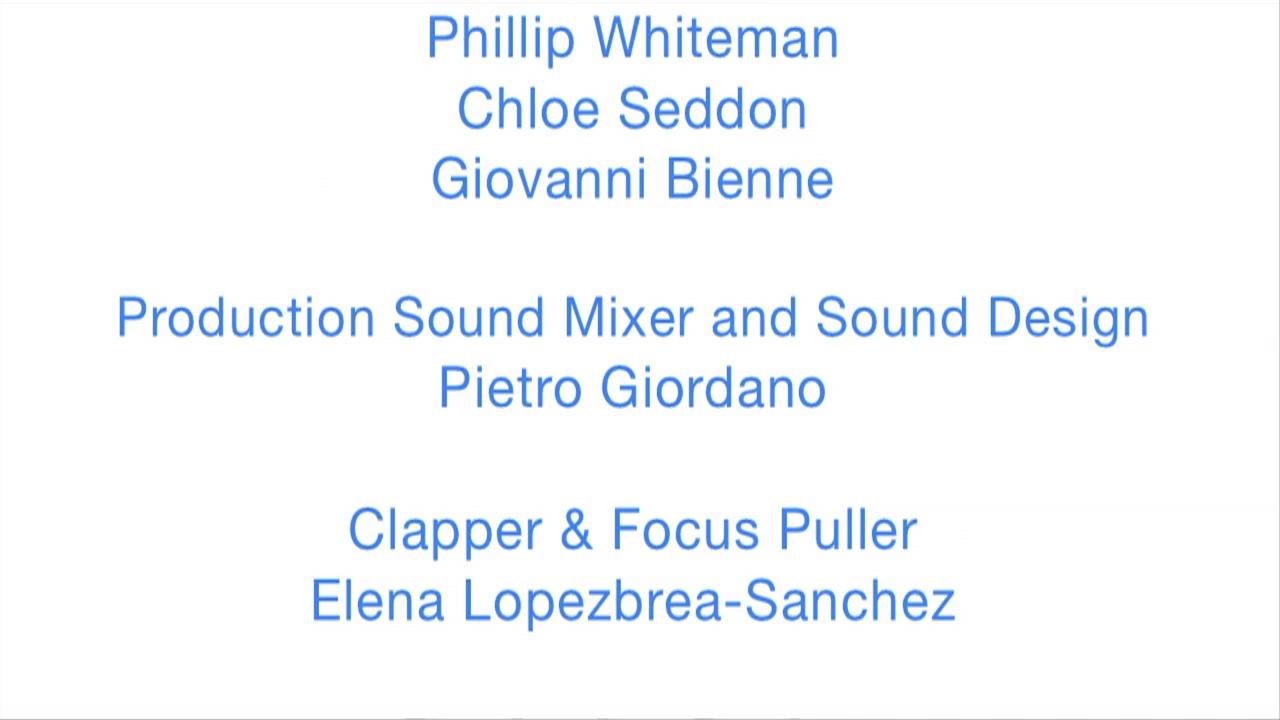 Phillip Whiteman
Chloe Seddon
Giovanni Bienne
Production Sound Mixer and Sound Design
Pietro Giordano
Clapper & Focus Puller
Elena Lopezbrea-Sanchez